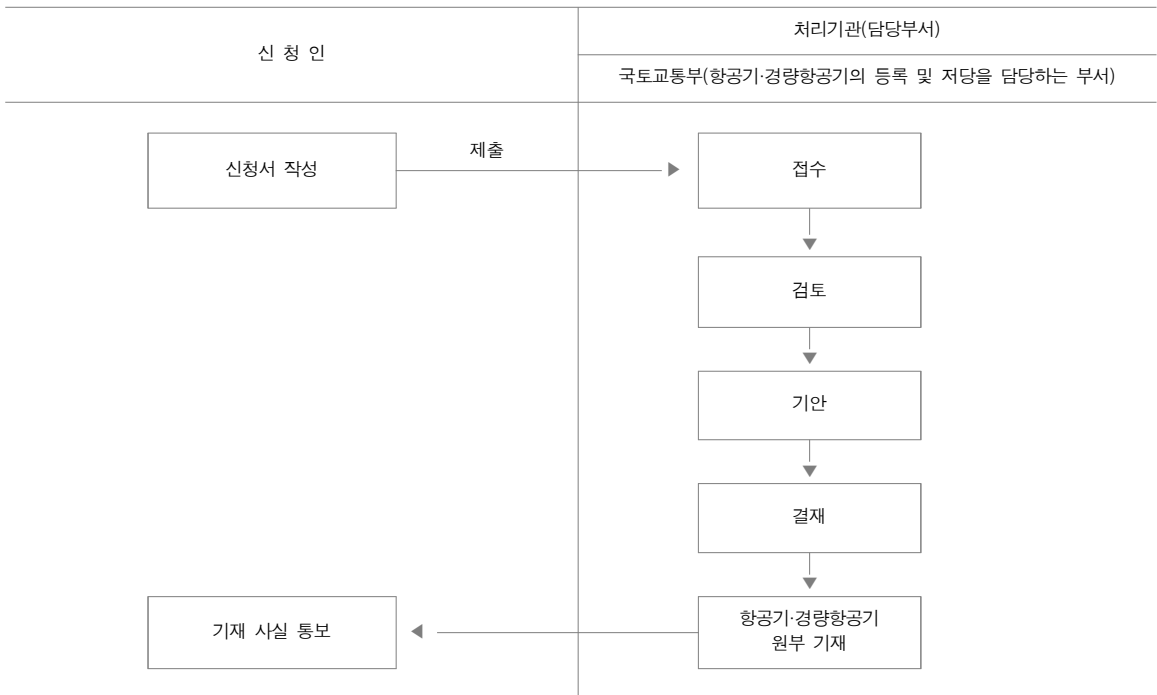 신 청 인
처리기관(담당부서)
국토교통부(항공기·경량항공기의 등록 및 저당을 담당하는 부서)
신청서 작성
제출
접수
검토
기안
결재
기재 사실 통보
항공기·경량항공기
원부 기재